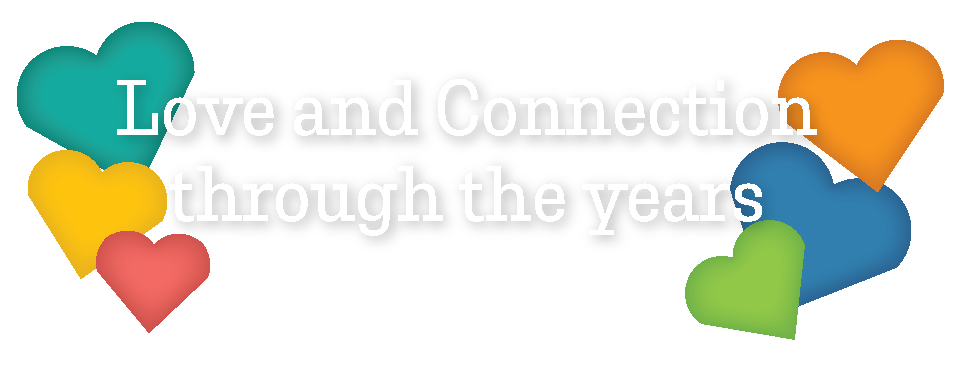 Love and Connection
through the years